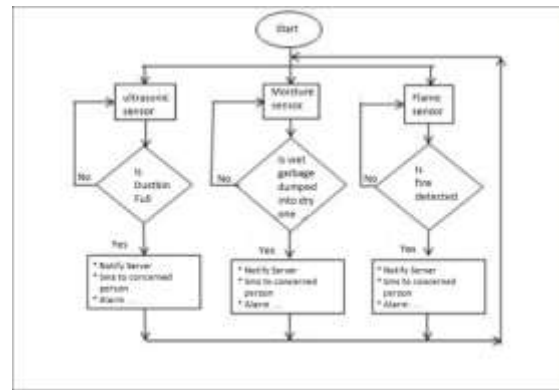 start
ultrasonic
sensor
Moisture
sensor
Flame
sensor
No
Is
Dustbin
Full
No
Is wet
garbage
dumped
into dry
one
No
Is
fire
detected
Yes
Yes
Yes
* Notify Server
* Sms to concerned
person
* Alarm ...
* Notify Server
* Sms to concerned
person
* Alarm ...
* Notify Server
* Sms to concerned
person
* Alarm ...